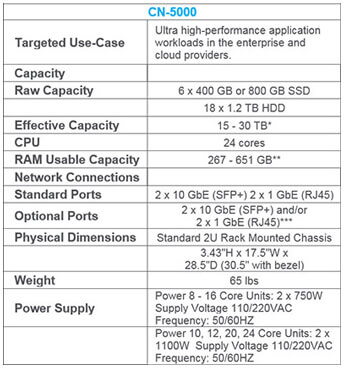 CN-5000
Targeted Use-Case
Ultra high-performance application
workloads in the enterprise and
cloud providers.
Capacity
Raw Capacity
6 x 400 GB or 800 GB SSD
18 x 1.2 TB HDD
Effective Capacity
15 - 30 TB*
CPU
24 cores
RAM Usable Capacity
267 - 651 GB**
Network Connections
Standard Ports
2 x 10 GbE (SFP+) 2 x 1 GbE (RJ45)
Optional Ports
2 x 10 GbE (SFP+) and/or
2 x 1 GbE (RJ45)***
Physical Dimensions
Standard 2U Rack Mounted Chassis
3.43"H x 17.5"W x
28.5"D (30.5" with bezel)
Weight
65 lbs
Power Supply
Power 8 - 16 Core Units: 2 x 750W
Supply Voltage 110/220VAC
Frequency: 50/60HZ
Power 10, 12, 20, 24 Core Units: 2 x
1100W Supply Voltage 110/220VAC
Frequency: 50/60HZ